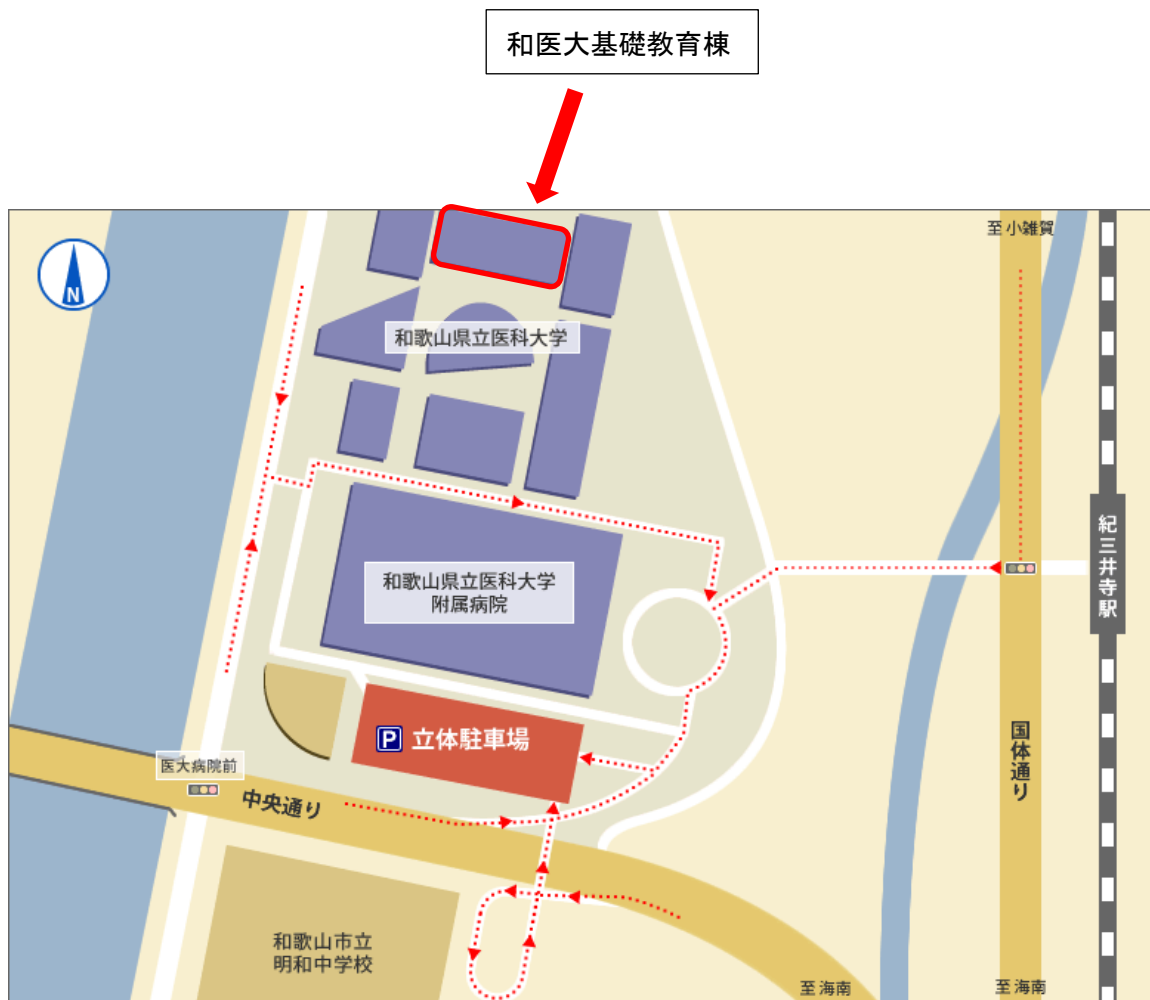 和医大基礎教育棟
至 小雑賀
N
和歌山県立医科大学
紀三井寺駅
和歌山県立医科大学
附属病院
P 立体駐車場
国体通り
医大病院前
中央通り
和歌山市立
明和中学校
至 海南
至 海南